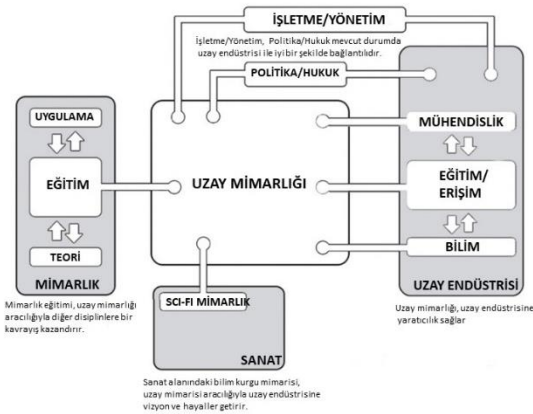 İŞLETME/YÖNETİM
İşletme/Yönetim, Politika/Hukuk mevcut durumda
uzay endüstrisi ile iyi bir şekilde bağlantılıdır.
POLİTİKA/HUKUK
UYGULAMA
EĞİTİM
TEORİ
MİMARLIK
Mimarlık eğitimi, uzay mimarlığı
aracılığıyla diğer disiplinlere bir
kavrayış kazandırır.
UZAY MİMARLIĞI
MÜHENDİSLİK
EĞİTİM/
ERİŞİM
BİLİM
UZAY ENDÜSTRİSİ
Uzay mimarlığı, uzay endüstrisine
yaratıcılık sağlar
SCI-FI MİMARLIK
SANAT
Sanat alanındaki bilim kurgu mimarisi,
uzay mimarisi aracılığıyla uzay endüstrisine
vizyon ve hayaller getirir.